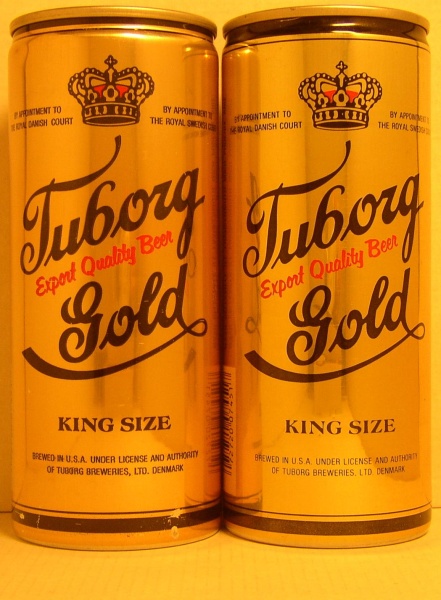 BY APPOINTMENT TO
THE ROYAL DANISH COURT
BY APPOINTMENT TO
THE ROYAL SWEDISH
Tuborg
Export Quality Beer
Gold
KING SIZE
BREWED IN U.S.A. UNDER LICENSE AND AUTHORITY
OF TUBORG BREWERIES, LTD. DENMARK
BY APPOINTMENT TO
THE ROYAL DANISH COURT
BY APPOINTMENT TO
THE ROYAL SWEDISH
Tuborg
Export Quality Beer
Gold
KING SIZE
BREWED IN U.S.A. UNDER LICENSE AND AUTHORITY
OF TUBORG BREWERIES, LTD. DENMARK